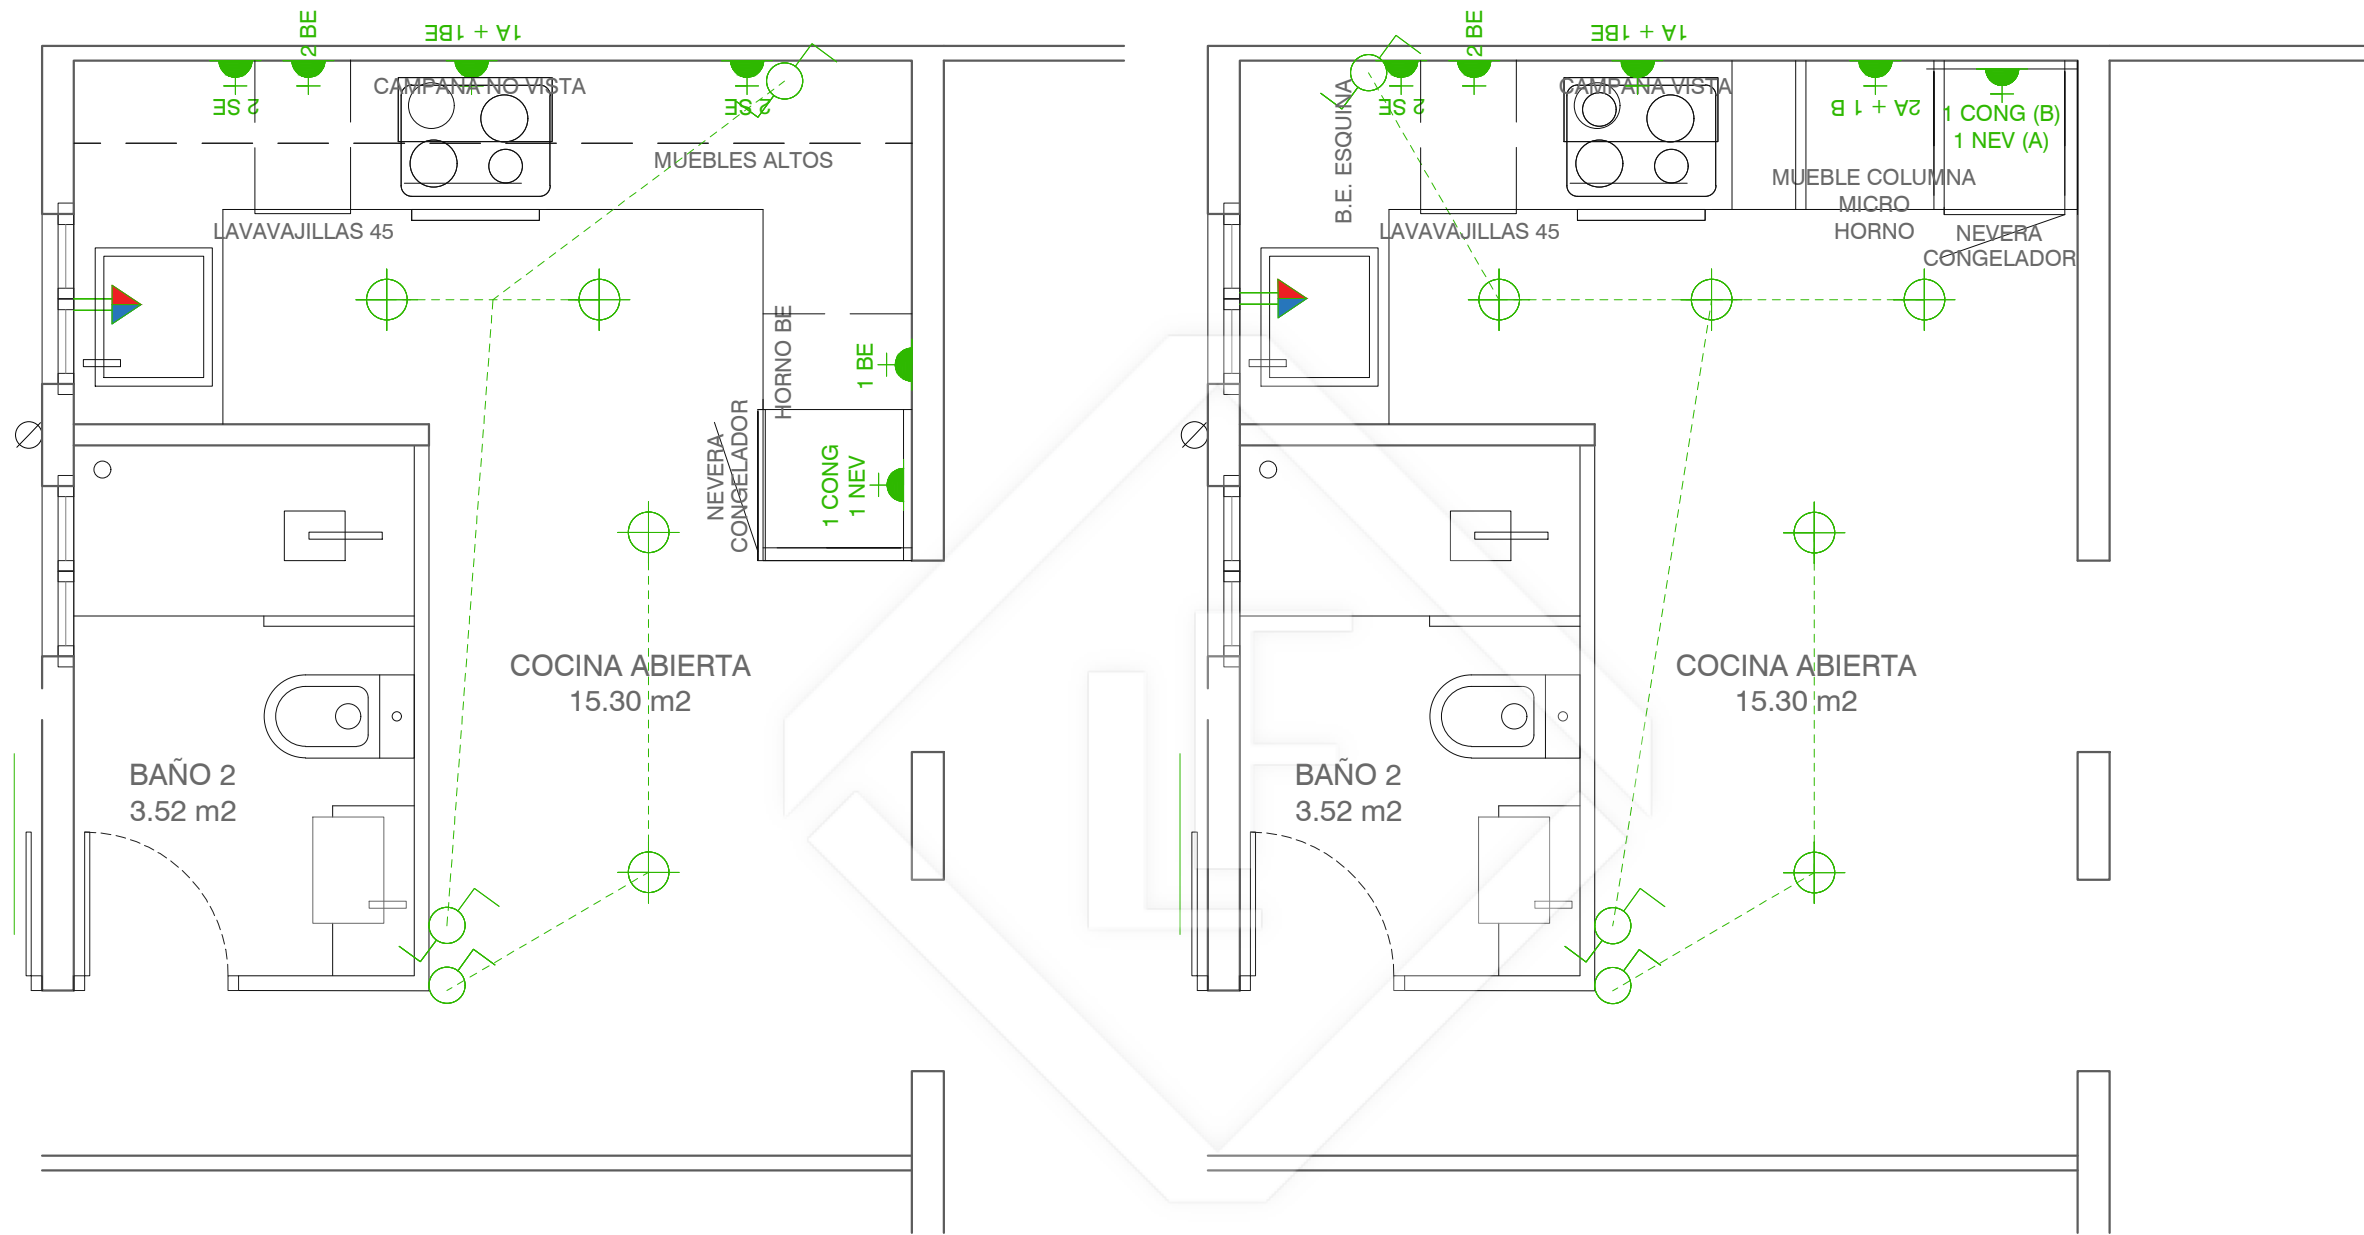 2 BE
1A + 1BE
2 SE
CAMPANA NO VISTA
2 SE
MUEBLES ALTOS
LAVAVAJILLAS 45
HORNO BE
1 BE
NEVERA
CONGELADOR
1 CONG
1 NEV
COCINA ABIERTA
15.30 m2
BAÑO 2
3.52 m2
2 BE
1A + 1BE
2 SE
CAMPANA VISTA
B.E. ESQUINA
2A + 1 B
1 CONG (B)
1 NEV (A)
MUEBLE COLUMNA
MICRO
HORNO
LAVAVAJILLAS 45
NEVERA
CONGELADOR
COCINA ABIERTA
15.30 m2
BAÑO 2
3.52 m2